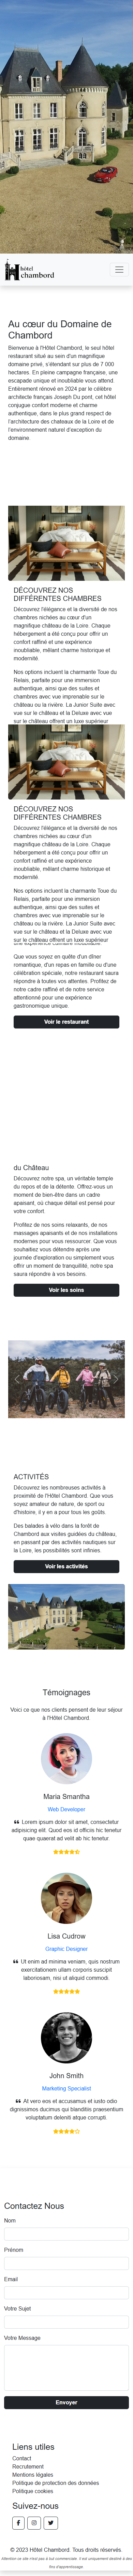 hôtel
chambord
Au cœur du Domaine de
Chambord
Bienvenue à l'Hôtel Chambord, le seul hôtel
restaurant situé au sein d'un magnifique
domaine privé, s'étendant sur plus de 7 000
hectares. En pleine campagne française, une
escapade unique et inoubliable vous attend.
Entièrement rénové en 2024 par le célèbre
architecte français Joseph Du pont, cet hôtel
conjugue confort moderne et charme
authentique, dans le plus grand respect de
l'architecture des chateaux de la Loire et de
l'environnement naturel d'exception du
domaine.
DÉCOUVREZ NOS
DIFFÉRENTES CHAMBRES
Découvrez l'élégance et la diversité de nos
chambres nichées au cœur d'un
magnifique château de la Loire. Chaque
hébergement a été conçu pour offrir un
confort raffiné et une expérience
inoubliable, mêlant charme historique et
modernité.
Nos options incluent la charmante Toue du
Relais, parfaite pour une immersion
authentique, ainsi que des suites et
chambres avec vue imprenable sur le
château ou la rivière. La Junior Suite avec
vue sur le château et la Deluxe avec vue
sur le château offrent un luxe supérieur
DÉCOUVREZ NOS
DIFFÉRENTES CHAMBRES
Découvrez l'élégance et la diversité de nos
chambres nichées au cœur d'un
magnifique château de la Loire. Chaque
hébergement a été conçu pour offrir un
confort raffiné et une expérience
inoubliable, mêlant charme historique et
modernité.
Nos options incluent la charmante Toue du
Relais, parfaite pour une immersion
authentique, ainsi que des suites et
chambres avec vue imprenable sur le
château ou la rivière. La Junior Suite avec
vue sur le château et la Deluxe avec vue
sur le château offrent un luxe supérieur
Que vous soyez en quête d'un dîner
romantique, d'un repas en famille ou d'une
célébration spéciale, notre restaurant saura
répondre à toutes vos attentes. Profitez de
notre cadre raffiné et de notre service
attentionné pour une expérience
gastronomique unique.
Voir le restaurant
du Château
Découvrez notre spa, un véritable temple
du repos et de la détente. Offrez-vous un
moment de bien-être dans un cadre
apaisant, où chaque détail est pensé pour
votre confort.
Profitez de nos soins relaxants, de nos
massages apaisants et de nos installations
modernes pour vous ressourcer. Que vous
souhaitiez vous détendre après une
journée d'exploration ou simplement vous
offrir un moment de tranquillité, notre spa
saura répondre à vos besoins.
Voir les soins
ACTIVITÉS
Découvrez les nombreuses activités à
proximité de l'Hôtel Chambord. Que vous
soyez amateur de nature, de sport ou
d'histoire, il y en a pour tous les goûts.
Des balades à vélo dans la forêt de
Chambord aux visites guidées du château,
en passant par des activités nautiques sur
la Loire, les possibilités sont infinies.
Voir les activités
Témoignages
Voici ce que nos clients pensent de leur séjour
à l'Hôtel Chambord.
Maria Smantha
Web Developer
Lorem ipsum dolor sit amet, consectetur
adipisicing elit. Quod eos id officiis hic tenetur
quae quaerat ad velit ab hic tenetur.
Lisa Cudrow
Graphic Designer
Ut enim ad minima veniam, quis nostrum
exercitationem ullam corporis suscipit
laboriosam, nisi ut aliquid commodi.
John Smith
Marketing Specialist
At vero eos et accusamus et iusto odio
dignissimos ducimus qui blanditiis praesentium
voluptatum deleniti atque corrupti.
Contactez Nous
Nom
Prénom
Email
Votre Sujet
Votre Message
Envoyer
Liens utiles
Contact
Recrutement
Mentions légales
Politique de protection des données
Politique cookies
Suivez-nous
© 2023 Hôtel Chambord. Tous droits réservés.
Attention ce site n'est pas à but commerciale, il est uniquement destiné à des
fins d'apprentissage.